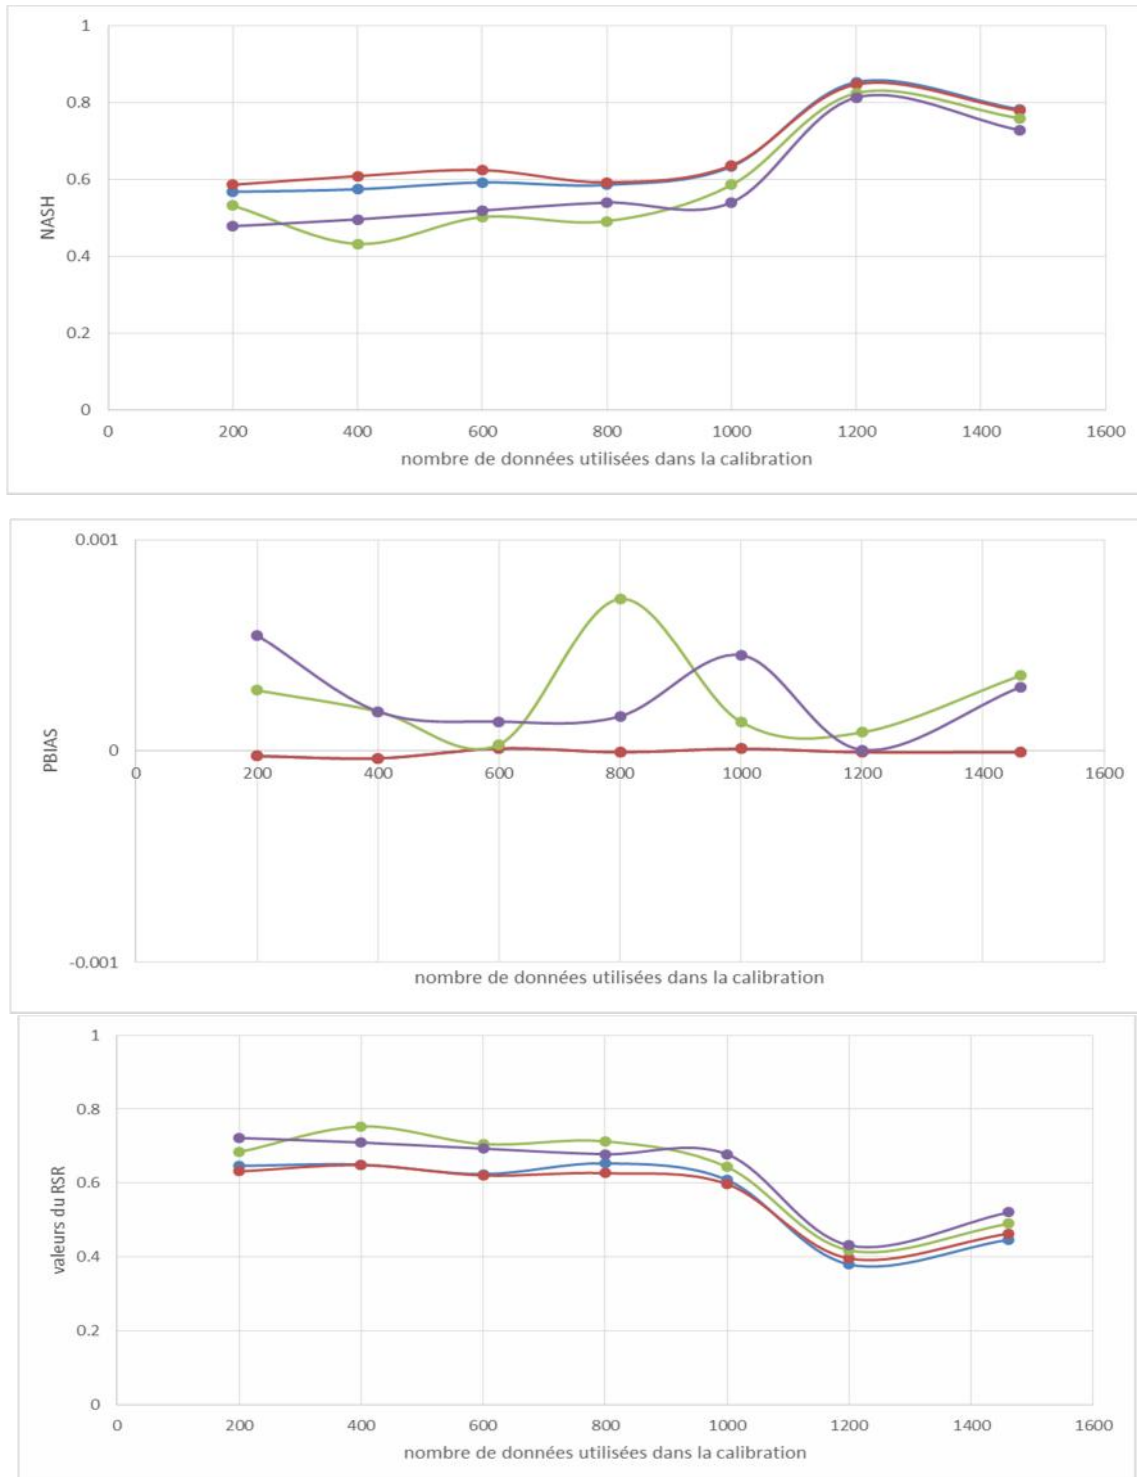 1
0.8
0.6
NASH
0.4
0.2
0
0 200 400 600 800 1000 1200 1400 1600
nombre de données utilisées dans la calibration
0.001
PBIAS
0
0 200 400 600 800 1000 1200 1400 1600
-0.001
nombre de données utilisées dans la calibration
1
0.8
0.6
valeurs du RSR
0.4
0.2
0
0 200 400 600 800 1000 1200 1400 1600
nombre de données utilisées dans la calibration